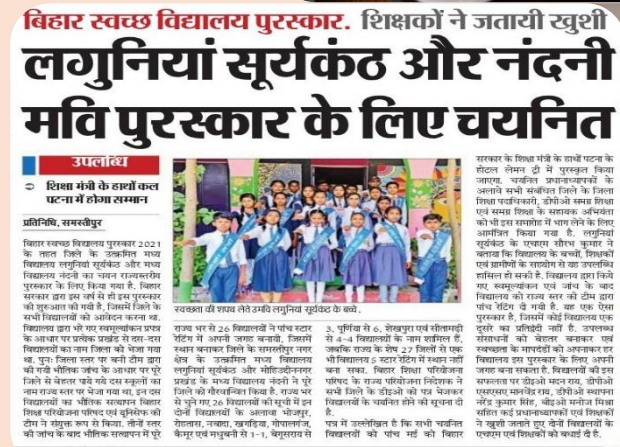 बिहार स्वच्छ विद्यालय पुरस्कार. शिक्षकों ने जतायी खुशी
लगुनियां सूर्यकंठ और नंदनी
मवि पुरस्कार के लिए चयनित
उपलब्धि
शिक्षा मंत्री के हाथों कल
पटना में होगा सम्मान
प्रतिनिधि, समस्तीपुर
बिहार स्वच्छ विद्यालय पुरस्कार 2021
के तहत जिले के उत्क्रमित मध्य
विद्यालय लगुनियां सूर्यकंठ और मध्य
विद्यालय नंदनी का चयन राज्यस्तरीय
पुरस्कार के लिए किया गया है. बिहार
सरकार द्वारा इस वर्ष से ही इस पुरस्कार
की शुरुआत की गयी है, जिसमें जिले के
सभी विद्यालयों को आवेदन करना था.
विद्यालय द्वारा भरे गए स्वमूल्यांकन प्रपत्र
के आधार पर प्रत्येक प्रखंड से दस-दस
विद्यालयों का नाम जिला को भेजा गया
था. पुनः जिला स्तर पर बनी टीम द्वारा
की गयी भौतिक जांच के आधार पर पूरे
जिले से बेहतर पाये गये दस स्कूलों का
नाम राज्य स्तर पर भेजा गया था, इन दस
विद्यालयों का भौतिक सत्यापन बिहार
शिक्षा परियोजना परिषद एवं यूनिसेफ की
टीम ने संयुक्त रूप से किया. तीनों स्तर
की जांच के बाद भौतिक सत्यापन में पूरे
स्वच्छता की शपथ लेते उमवि लगुनियां सूर्यकंठ के बच्चे.
राज्य भर से 26 विद्यालयों ने पांच स्टार
रेटिंग में अपनी जगह बनायी, जिसमें
स्थान बनाकर जिले के समस्तीपुर नगर
क्षेत्र के उत्क्रमित मध्य विद्यालय
लगुनियां सूर्यकंठ और मोहिउद्दीननगर
प्रखंड के मध्य विद्यालय नंदनी ने पूरे
जिले को गौरवान्वित किया है. राज्य भर
से चुने गए 26 विद्यालयों की सूची में इन
दोनों विद्यालयों के अलावा भोजपुर,
रोहतास, नवादा, खगड़िया, गोपालगंज,
कैमूर एवं मधुबनी से 1-1, बेगूसराय से
3, पूर्णिया से 6, शेखपुरा एवं सीतामढ़ी
से 4-4 विद्यालयों के नाम शामिल हैं,
जबकि राज्य के शेष 27 जिलों से एक
भी विद्यालय 5 स्टार रेटिंग में स्थान नहीं
बना सका. बिहार शिक्षा परियोजना
परिषद के राज्य परियोजना निदेशक ने
सभी जिले के डीइओ को पत्र भेजकर
विद्यालयों के चयनित होने की सूचना दी
है.
पत्र में उल्लेखित है कि सभी चयनित
विद्यालयों को पांच मई को बिहार
सरकार के शिक्षा मंत्री के हाथों पटना के
होटल लेमन ट्री में पुरस्कृत किया
जाएगा. चयनित प्रधानाध्यापकों के
अलावे सभी संबंधित जिले के जिला
शिक्षा पदाधिकारी, डीपीओ समग्र शिक्षा
एवं समग्र शिक्षा के सहायक अभियंता
को भी इस समारोह में भाग लेने के लिए
आमंत्रित किया गया है. लगुनियां
सूर्यकंठ के एचएम सौरभ कुमार ने
बताया कि विद्यालय के बच्चों, शिक्षकों
एवं ग्रामीणों के सहयोग से यह उपलब्धि
हासिल हो सकी है. विद्यालय द्वारा किये
गए स्वमूल्यांकन एवं जांच के बाद
विद्यालय को राज्य स्तर की टीम द्वारा
पांच रेटिंग दी गयी है. यह एक ऐसा
पुरस्कार है, जिसमें कोई विद्यालय एक
दूसरे का प्रतिद्वंदी नहीं है. उपलब्ध
संसाधनों को बेहतर बनाकर एवं
स्वच्छता के मापदंडों को अपनाकर हर
विद्यालय इस पुरस्कार के लिए अपनी
जगह बना सकता है. विद्यालयों की इस
सफलता पर डीइओ मदन राय, डीपीओ
एसएसए मानवेंद्र राय, डीपीओ स्थापना
नरेंद्र कुमार सिंह, बीइओ मनोज मिश्रा
सहित कई प्रधानाध्यापकों एवं शिक्षकों
ने खुशी जताते हुए दोनों विद्यालयों के
एचएम एवं शिक्षकों को बधाई दी है.